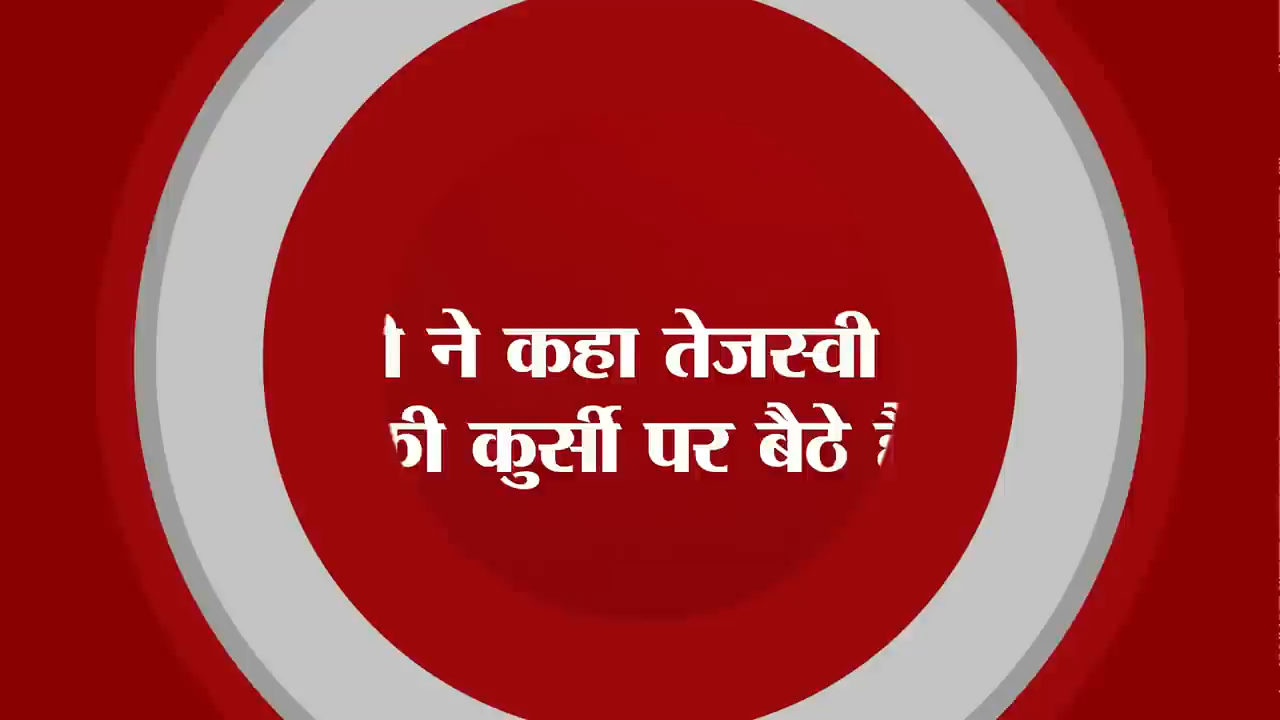 ने कहा तेजस्वी
की कुर्सी पर बैठे